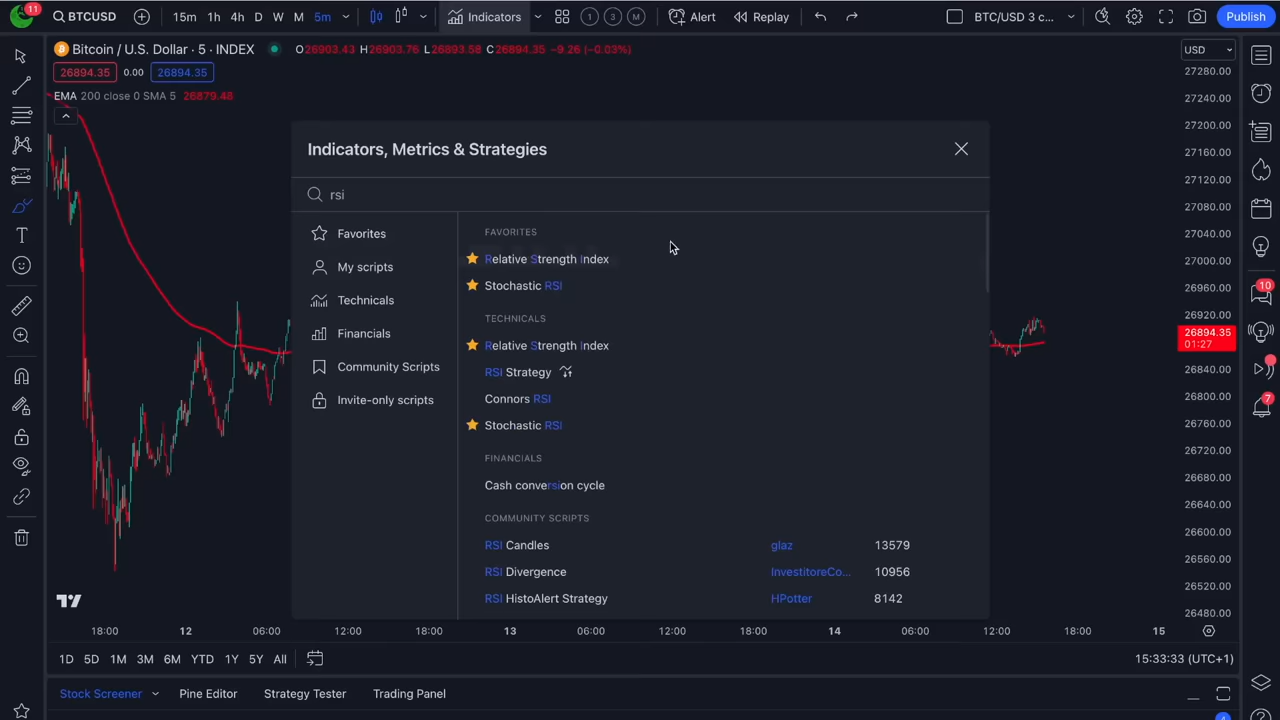 11
BTCUSD
15m 1h 4h D W M 5m
Indicators
1 3 M
Alert
Replay
BTC/USD 3 c...
Publish
Bitcoin / U.S. Dollar · 5 · INDEX
O26903.43 H26903.76 L26893.58 C26894.35 −9.26 (−0.03%)
USD
26894.35 0.00 26894.35
EMA 200 close 0 SMA 5 26879.46
Indicators, Metrics & Strategies
rsi
Favorites
My scripts
Technicals
Financials
Community Scripts
Invite-only scripts
FAVORITES
Relative Strength Index
Stochastic RSI
TECHNICALS
Relative Strength Index
RSI Strategy
Connors RSI
Stochastic RSI
FINANCIALS
Cash conversion cycle
COMMUNITY SCRIPTS
RSI Candles glaz 13579
RSI Divergence InvestitoreCo... 10956
RSI HistoAlert Strategy HPotter 8142
27280.00
27240.00
27200.00
27160.00
27120.00
27080.00
27040.00
27000.00
26960.00
26920.00
26894.35
01:27
26840.00
26800.00
26760.00
26720.00
26680.00
26640.00
26600.00
26560.00
26520.00
26480.00
10
7
18:00 12 06:00 12:00 18:00 13 06:00 12:00 18:00 14 06:00 12:00 18:00 15
1D 5D 1M 3M 6M YTD 1Y 5Y All
15:33:33 (UTC+1)
Stock Screener Pine Editor Strategy Tester Trading Panel